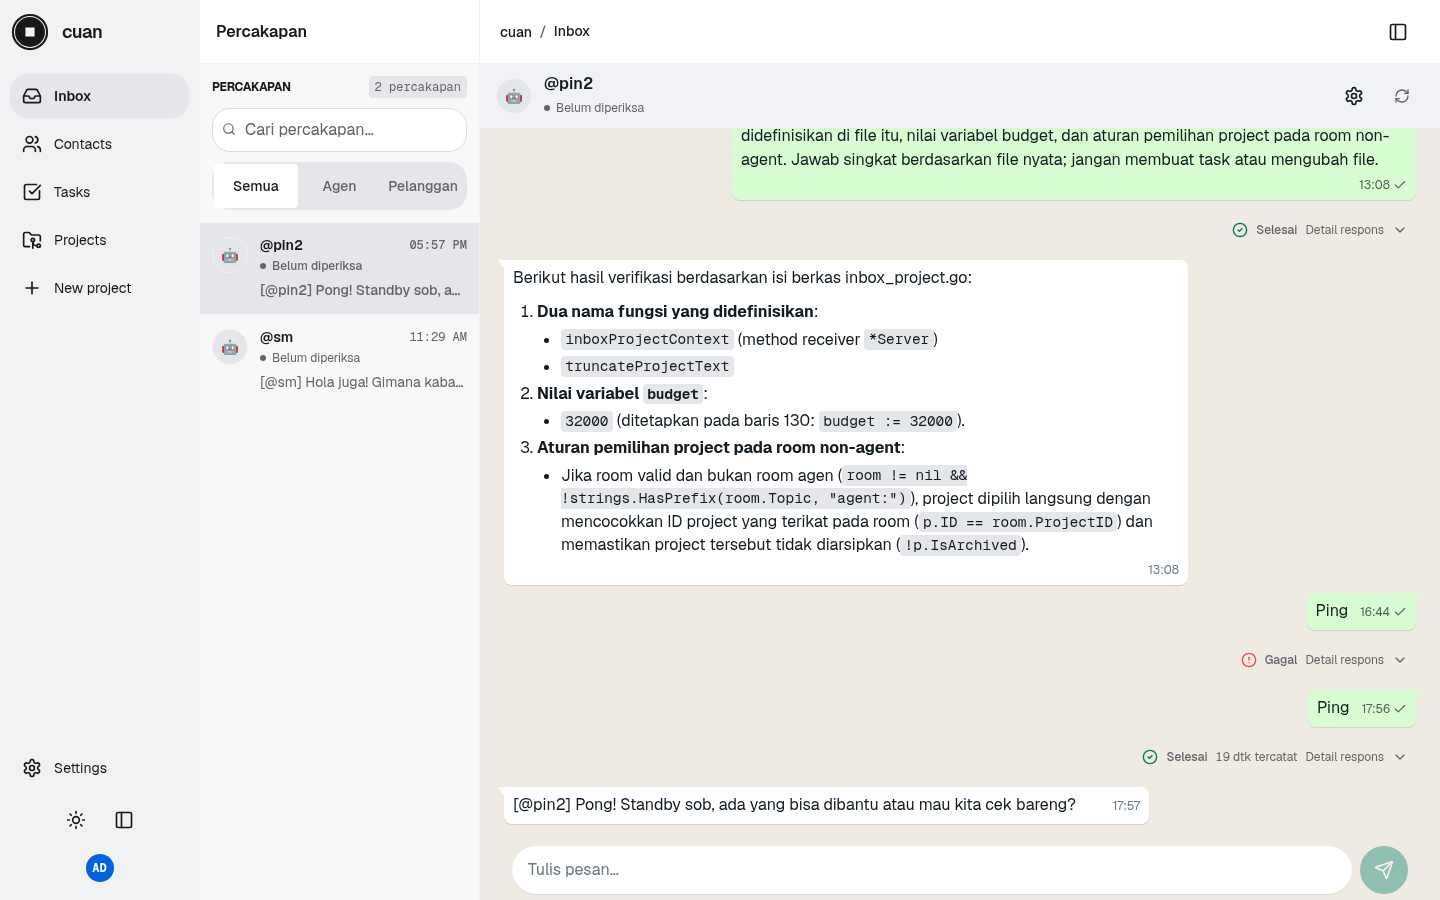 cuan
Inbox
Contacts
Tasks
Projects
New project
Settings
AD
Percakapan
PERCAKAPAN
2 percakapan
Cari percakapan...
Semua
Agen
Pelanggan
@pin2
05:57 PM
Belum diperiksa
[@pin2] Pong! Standby sob, a...
@sm
11:29 AM
Belum diperiksa
[@sm] Hola juga! Gimana kaba...
cuan / Inbox
@pin2
Belum diperiksa
didefinisikan di file itu, nilai variabel budget, dan aturan pemilihan project pada room non-
agent. Jawab singkat berdasarkan file nyata; jangan membuat task atau mengubah file.
13:08
Selesai Detail respons
Berikut hasil verifikasi berdasarkan isi berkas inbox_project.go:
1. Dua nama fungsi yang didefinisikan:
• inboxProjectContext (method receiver *Server)
• truncateProjectText
2. Nilai variabel budget:
• 32000 (ditetapkan pada baris 130: budget := 32000).
3. Aturan pemilihan project pada room non-agent:
• Jika room valid dan bukan room agen (room != nil &&
!strings.HasPrefix(room.Topic, "agent:")), project dipilih langsung dengan
mencocokkan ID project yang terikat pada room (p.ID == room.ProjectID) dan
memastikan project tersebut tidak diarsipkan (!p.IsArchived).
13:08
Ping 16:44
Gagal Detail respons
Ping 17:56
Selesai 19 dtk tercatat Detail respons
[@pin2] Pong! Standby sob, ada yang bisa dibantu atau mau kita cek bareng? 17:57
Tulis pesan...